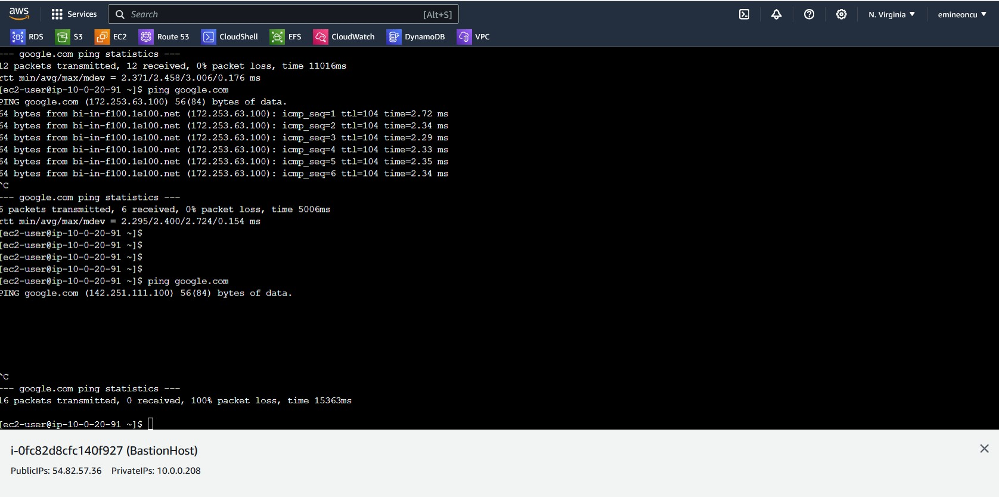 aws Services Search [Alt+S] N. Virginia emineoncu
RDS S3 EC2 Route 53 CloudShell EFS CloudWatch DynamoDB VPC
--- google.com ping statistics ---
12 packets transmitted, 12 received, 0% packet loss, time 11016ms
rtt min/avg/max/mdev = 2.371/2.458/3.006/0.176 ms
[ec2-user@ip-10-0-20-91 ~]$ ping google.com
PING google.com (172.253.63.100) 56(84) bytes of data.
64 bytes from bi-in-f100.1e100.net (172.253.63.100): icmp_seq=1 ttl=104 time=2.72 ms
64 bytes from bi-in-f100.1e100.net (172.253.63.100): icmp_seq=2 ttl=104 time=2.34 ms
64 bytes from bi-in-f100.1e100.net (172.253.63.100): icmp_seq=3 ttl=104 time=2.29 ms
64 bytes from bi-in-f100.1e100.net (172.253.63.100): icmp_seq=4 ttl=104 time=2.33 ms
64 bytes from bi-in-f100.1e100.net (172.253.63.100): icmp_seq=5 ttl=104 time=2.35 ms
64 bytes from bi-in-f100.1e100.net (172.253.63.100): icmp_seq=6 ttl=104 time=2.34 ms
^C
--- google.com ping statistics ---
6 packets transmitted, 6 received, 0% packet loss, time 5006ms
rtt min/avg/max/mdev = 2.295/2.400/2.724/0.154 ms
[ec2-user@ip-10-0-20-91 ~]$
[ec2-user@ip-10-0-20-91 ~]$
[ec2-user@ip-10-0-20-91 ~]$
[ec2-user@ip-10-0-20-91 ~]$
[ec2-user@ip-10-0-20-91 ~]$ ping google.com
PING google.com (142.251.111.100) 56(84) bytes of data.
^C
--- google.com ping statistics ---
16 packets transmitted, 0 received, 100% packet loss, time 15363ms
[ec2-user@ip-10-0-20-91 ~]$
i-0fc82d8cfc140f927 (BastionHost)
PublicIPs: 54.82.57.36 PrivateIPs: 10.0.0.208